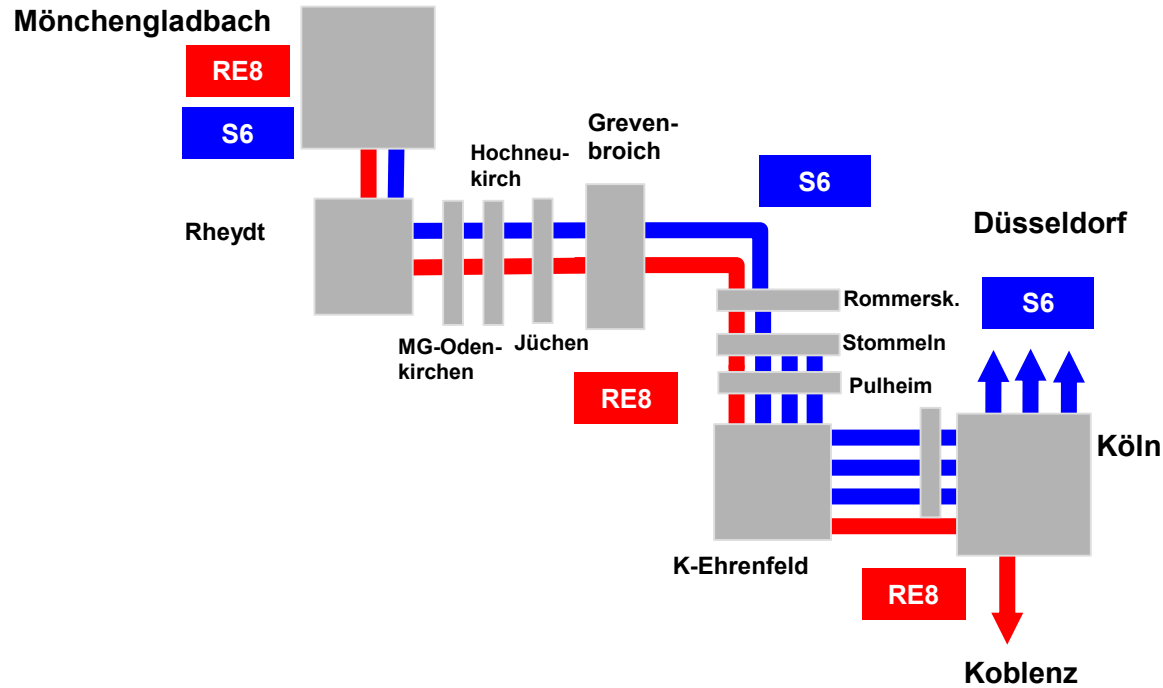 Mönchengladbach
RE8
S6
Greven-
broich
Hochneu-
kirch
S6
Rheydt
Düsseldorf
S6
Rommersk.
Stommeln
MG-Oden-
kirchen
Jüchen
Pulheim
RE8
Köln
K-Ehrenfeld
RE8
Koblenz